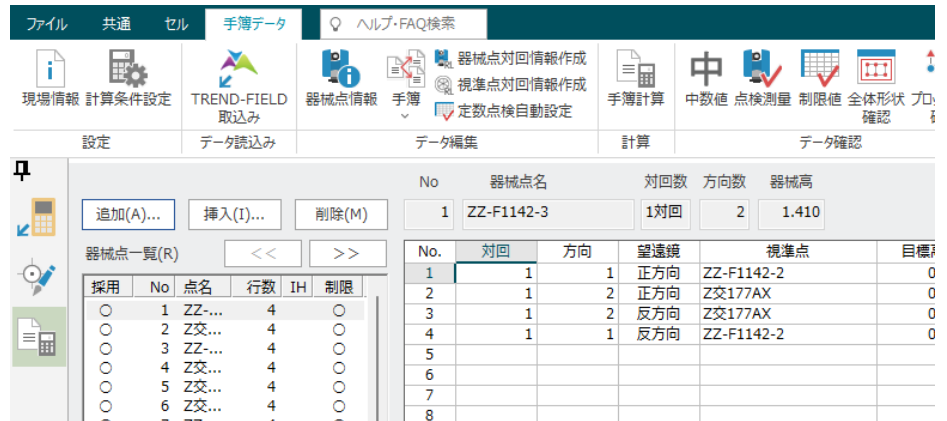 ファイル 共通 セル 手簿データ ヘルプ・FAQ検索
現場情報 計算条件設定 TREND-FIELD 取込み 器械点情報 手簿 器械点対回情報作成 視準点対回情報作成 定数点検自動設定 手簿計算 中 中数値 点検測量 制限値 全体形状確認
設定 データ読込み データ編集 計算 データ確認
No 器械点名 対回数 方向数 器械高
追加(A)... 挿入(I)... 削除(M) 1 ZZ-F1142-3 1対回 2 1.410
器械点一覧(R) << >>
No. 対回 方向 望遠鏡 視準点
1 1 1 正方向 ZZ-F1142-2
2 1 2 正方向 Z交177AX
3 1 2 反方向 Z交177AX
4 1 1 反方向 ZZ-F1142-2
5
6
7
8
採用 No 点名 行数 IH 制限
○ 1 ZZ-... 4 ○
○ 2 Z交... 4 ○
○ 3 ZZ-... 4 ○
○ 4 Z交... 4 ○
○ 5 Z交... 4 ○
○ 6 Z交... 4 ○